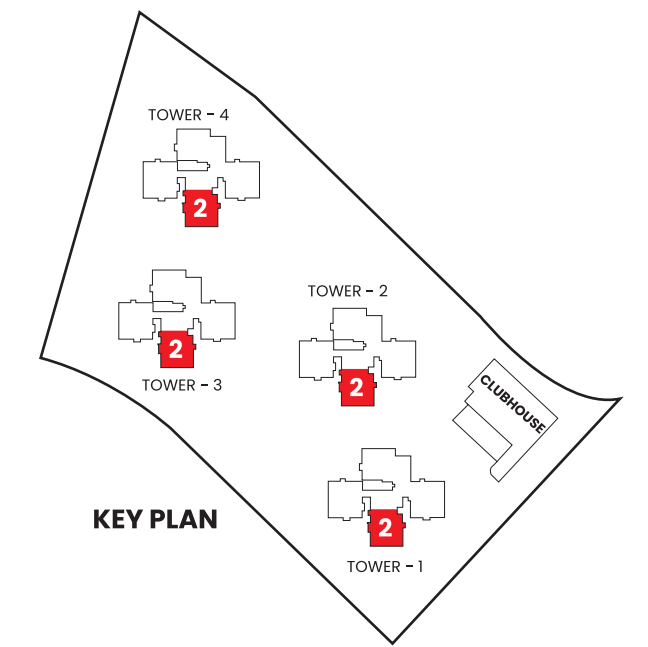 TOWER - 4
2
TOWER - 2
2
TOWER - 3
2
CLUBHOUSE
KEY PLAN
2
TOWER - 1